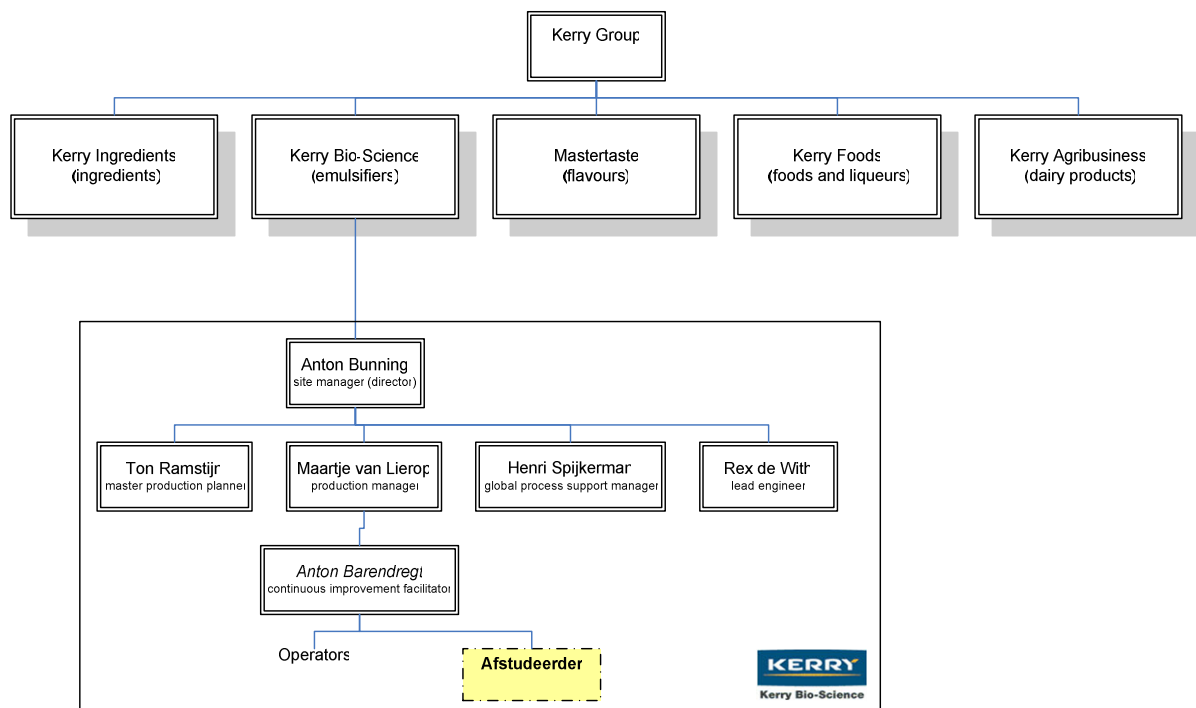 Kerry Group
Kerry Ingredients
(ingredients)
Kerry Bio-Science
(emulsifiers)
Mastertaste
(flavours)
Kerry Foods
(foods and liqueurs)
Kerry Agribusiness
(dairy products)
Anton Bunning
site manager (director)
Ton Ramstijn
master production planner
Maartje van Lierop
production manager
Henri Spijkerman
global process support manager
Rex de With
lead engineer
Anton Barendregt
continuous improvement facilitator
Operators
Afstudeerder
KERRY
Kerry Bio-Science